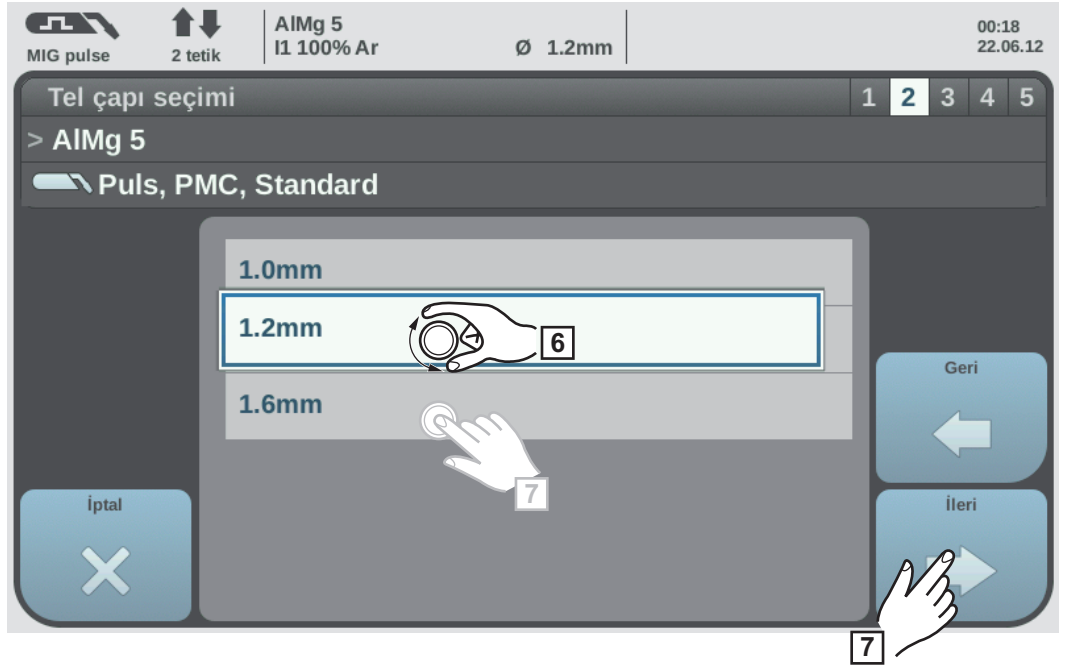 MIG pulse
2 tetik
AlMg 5
I1 100% Ar
Ø 1.2mm
00:18
22.06.12
Tel çapı seçimi
1 2 3 4 5
> AlMg 5
Puls, PMC, Standard
1.0mm
1.2mm
6
1.6mm
7
Geri
İptal
İleri
7